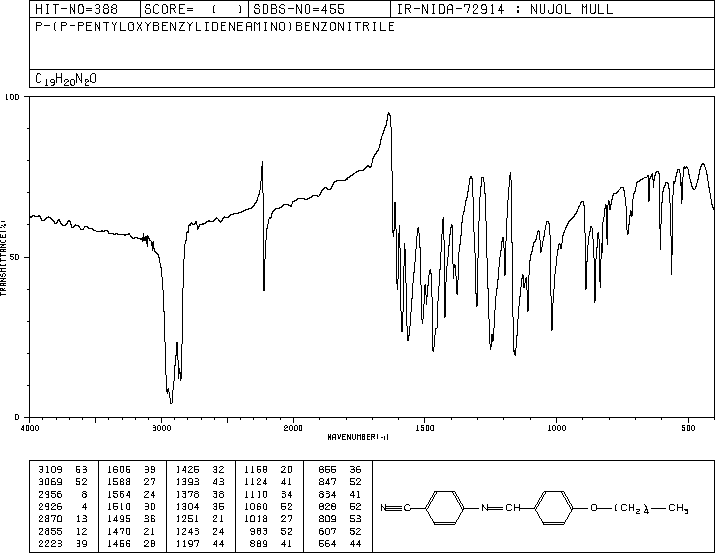 HIT-NO=388 SCORE= ( ) SDBS-NO=455 IR-NIDA-72914 : NUJOL MULL
P-(P-PENTYLOXYBENZYLIDENEAMINO)BENZONITRILE
C19H20N2O
100
50
0
TRANSMITTANCE(%)
4000 3000 2000 1500 1000 500
WAVENUMBER(-1)
3109 63 1606 39 1426 32 1168 20 866 36
3069 52 1588 27 1393 43 1124 41 847 52
2956 8 1564 24 1378 38 1110 34 834 41
2926 4 1510 30 1304 35 1060 52 828 52
2870 13 1495 36 1251 21 1018 27 809 53
2855 12 1470 21 1243 24 983 52 607 52
2223 39 1466 28 1197 44 889 41 564 44
N≡C N=CH O (CH2)4 CH3